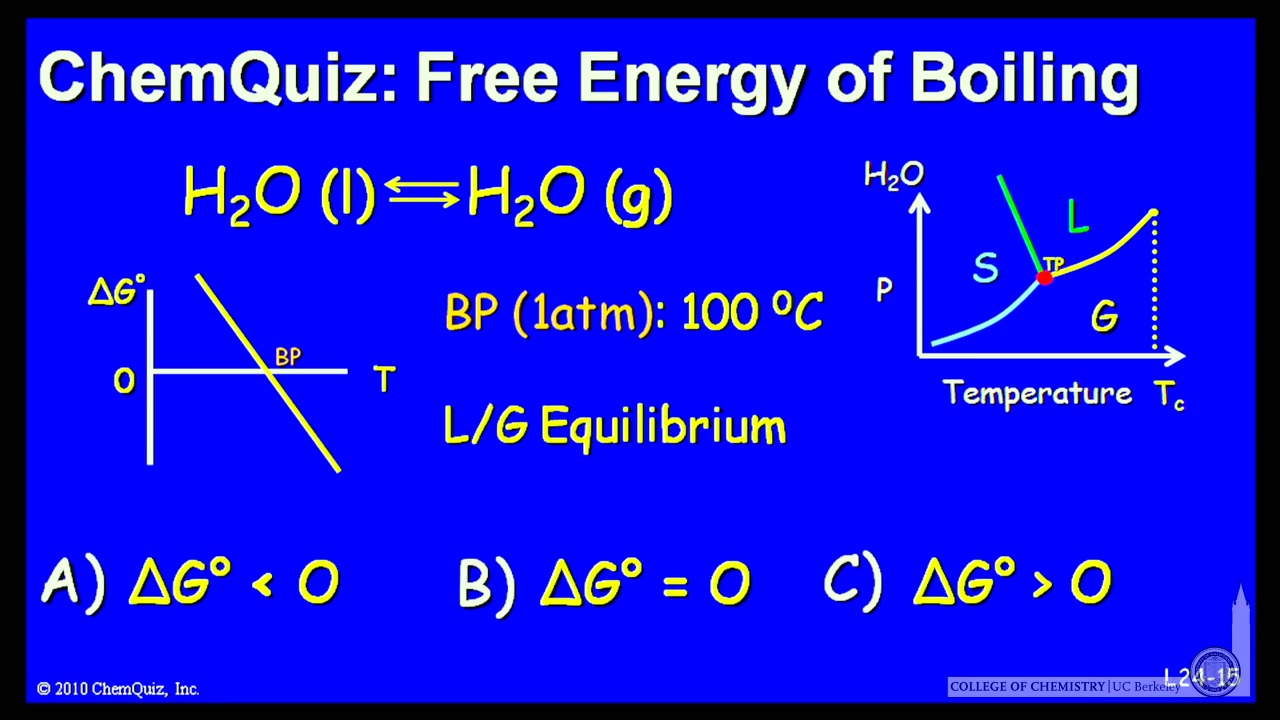 ChemQuiz: Free Energy of Boiling
H₂O (l) ⇌ H₂O (g)
H₂O
P
S
L
TP
G
Temperature T꜀
ΔG°
0
BP
T
BP (1atm): 100 ⁰C
L/G Equilibrium
A) ΔG° < 0
B) ΔG° = 0
C) ΔG° > 0
© 2010 ChemQuiz, Inc.
L24-15
COLLEGE OF CHEMISTRY | UC Berkeley